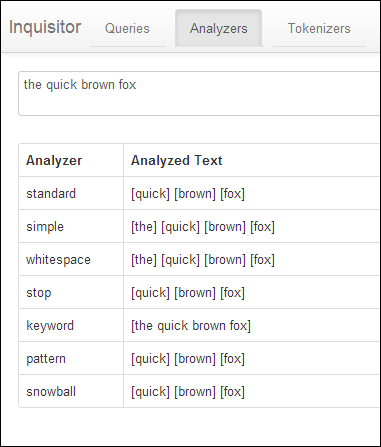 Inquisitor Queries Analyzers Tokenizers
the quick brown fox
Analyzer Analyzed Text
standard [quick] [brown] [fox]
simple [the] [quick] [brown] [fox]
whitespace [the] [quick] [brown] [fox]
stop [quick] [brown] [fox]
keyword [the quick brown fox]
pattern [quick] [brown] [fox]
snowball [quick] [brown] [fox]